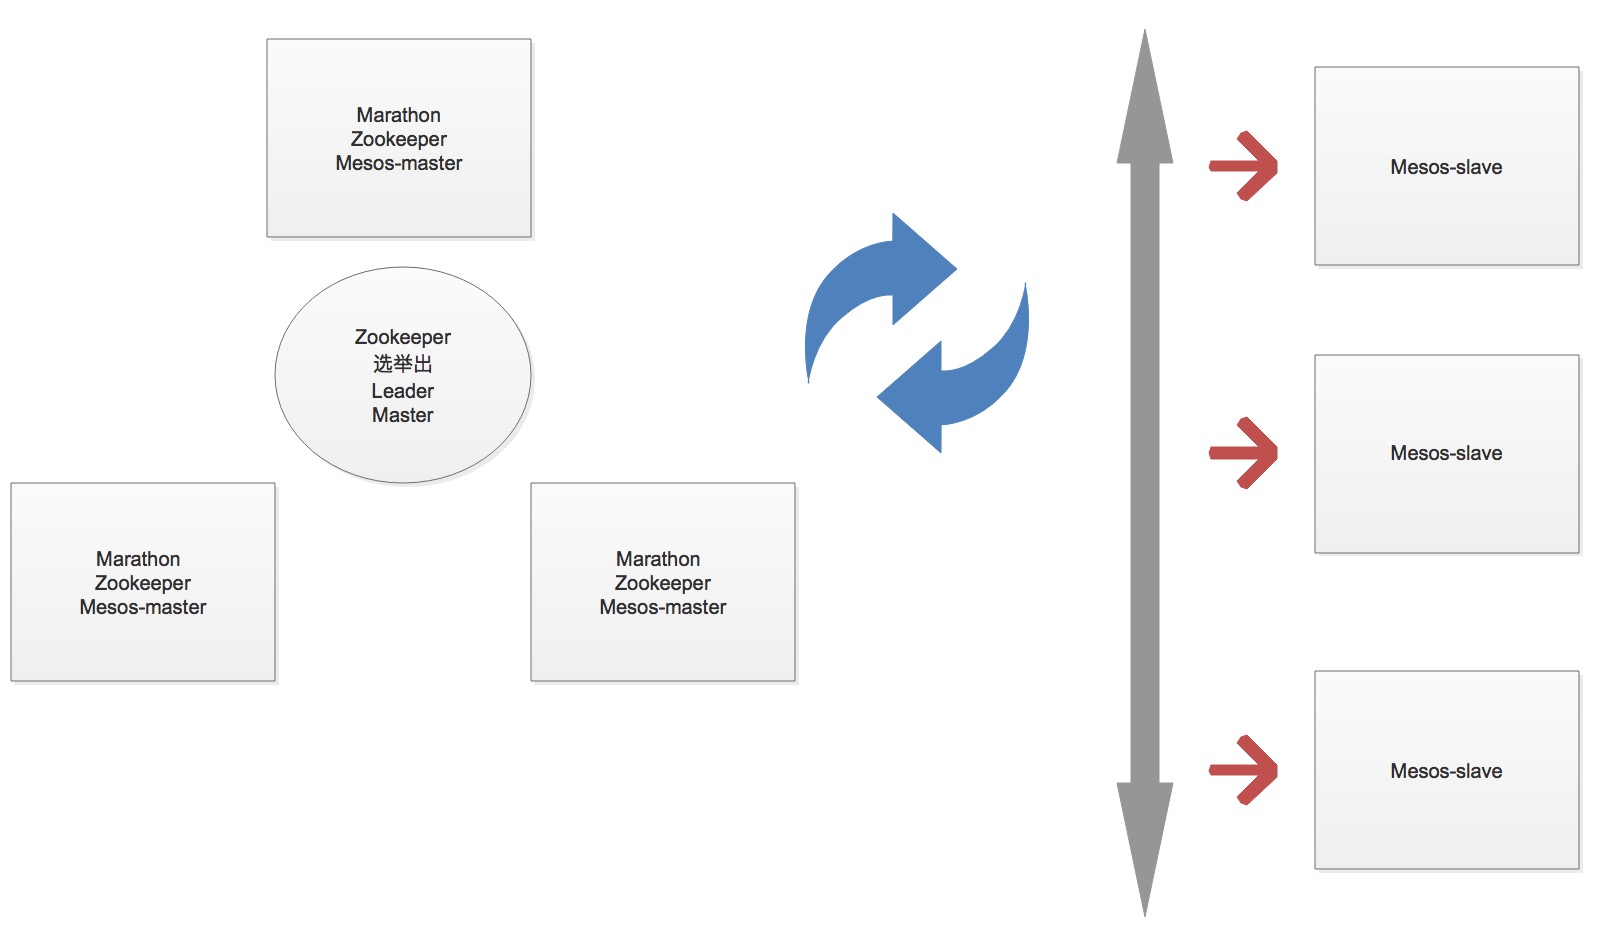 Marathon
Zookeeper
Mesos-master
Zookeeper
选举出
Leader
Master
Marathon
Zookeeper
Mesos-master
Marathon
Zookeeper
Mesos-master
Mesos-slave
Mesos-slave
Mesos-slave